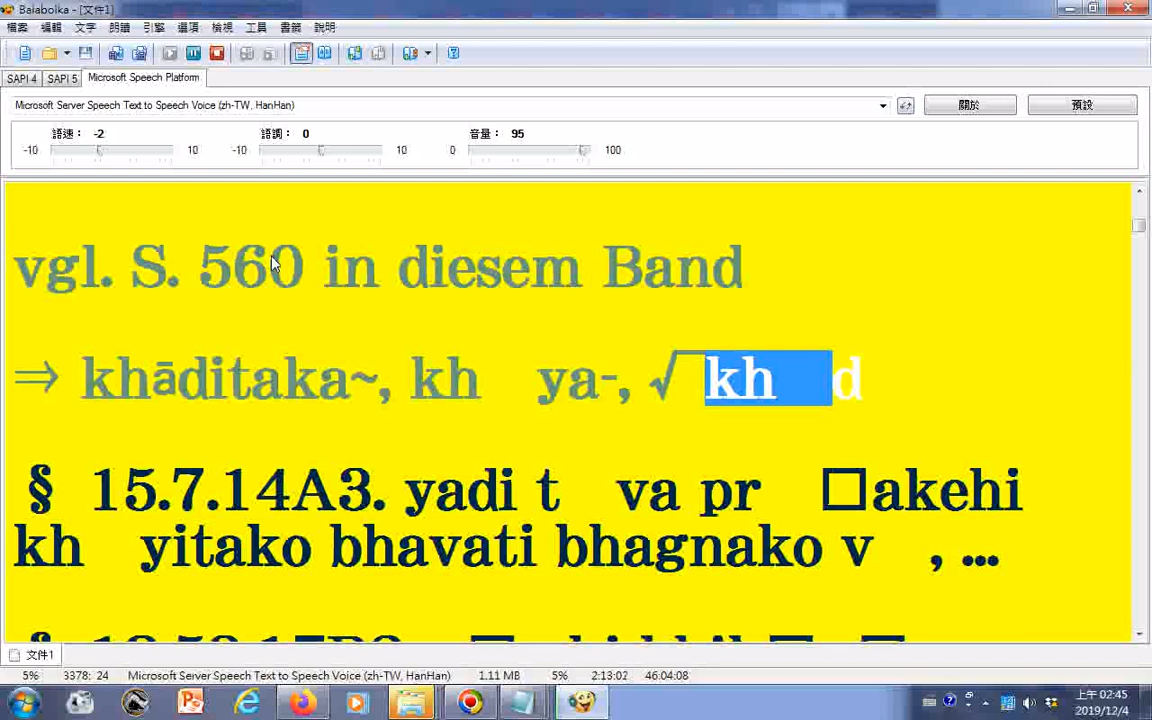 Balabolka - [文件1]
檔案 編輯 文字 朗讀 引擎 選項 檢視 工具 書籤 說明
SAPI 4 SAPI 5 Microsoft Speech Platform
Microsoft Server Speech Text to Speech Voice (zh-TW, HanHan) 關於 預設
語速： -2 語調： 0 音量： 95
-10 10 -10 10 0 100
vgl. S. 560 in diesem Band
⇒ khāditaka~, kh ya-, √ kh d
§ 15.7.14A3. yadi t va pr □akehi
kh yitako bhavati bhagnako v , ...
文件1
5% 3378: 24 Microsoft Server Speech Text to Speech Voice (zh-TW, HanHan) 1.11 MB 5% 2:13:02 46:04:08
上午 02:45
2019/12/4